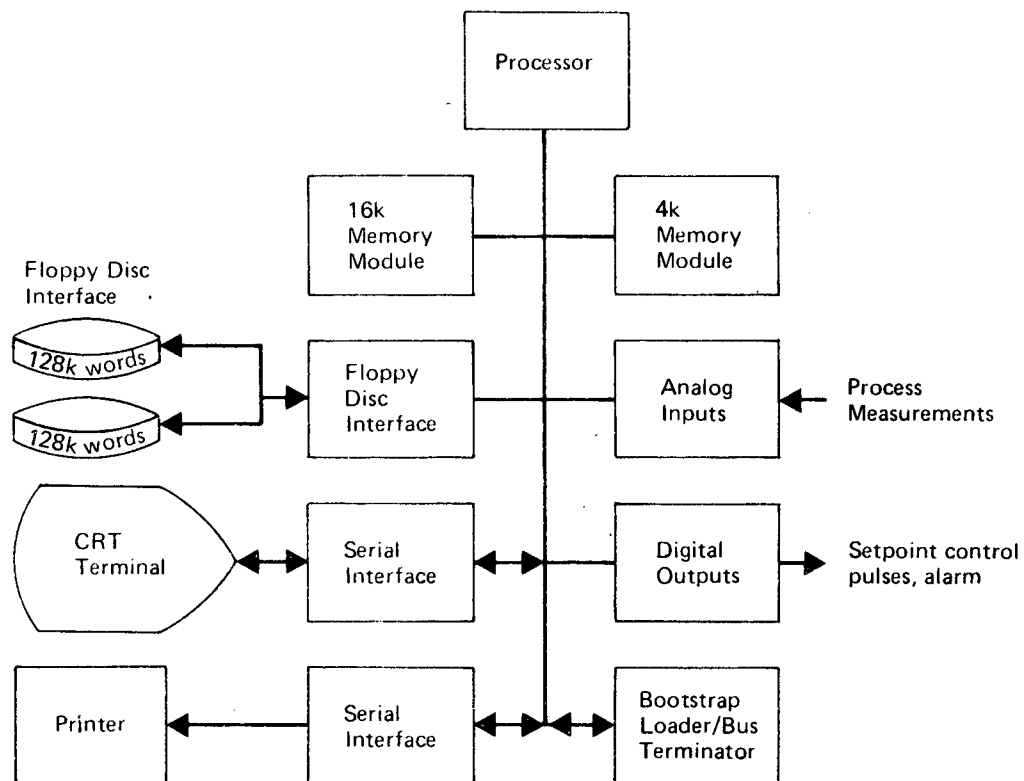 Processor
16k
Memory
Module
4k
Memory
Module
Floppy Disc
Interface
128k words
128k words
Floppy
Disc
Interface
Analog
Inputs
Process
Measurements
CRT
Terminal
Serial
Interface
Digital
Outputs
Setpoint control
pulses, alarm
Printer
Serial
Interface
Bootstrap
Loader/Bus
Terminator